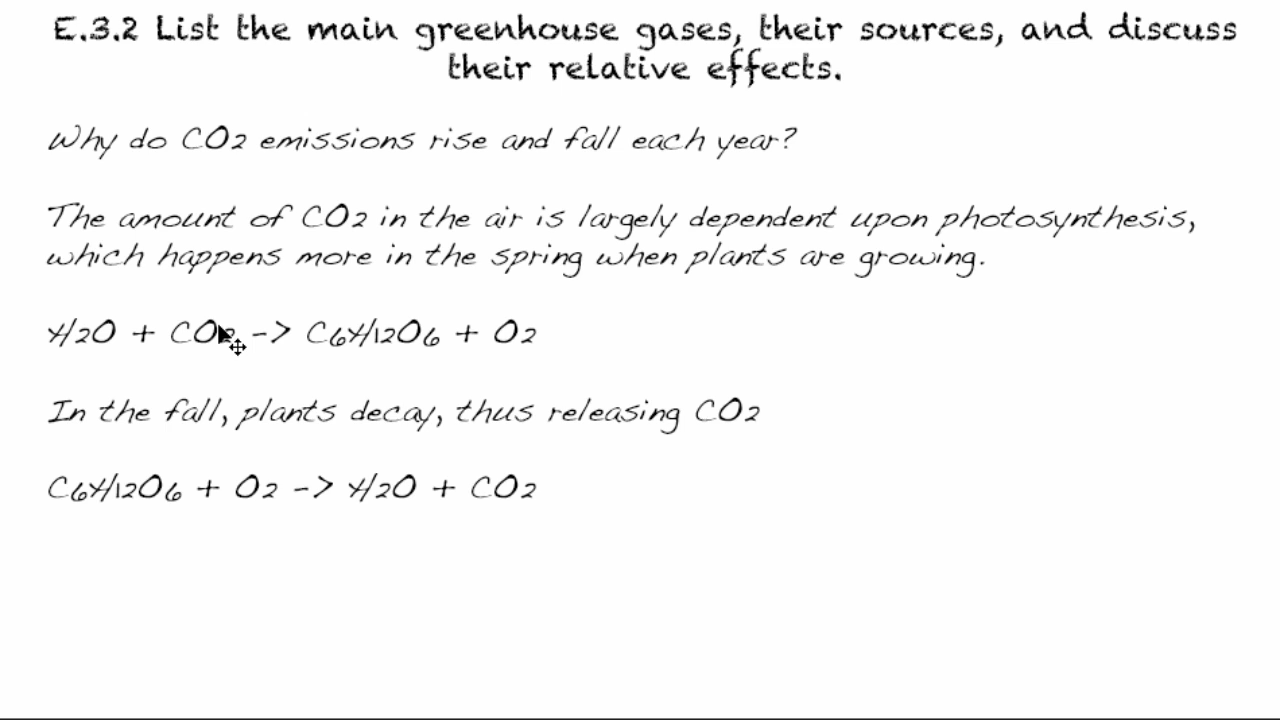 E.3.2 List the main greenhouse gases, their sources, and discuss
their relative effects.
Why do CO2 emissions rise and fall each year?
The amount of CO2 in the air is largely dependent upon photosynthesis,
which happens more in the spring when plants are growing.
H2O + CO2 -> C6H12O6 + O2
In the fall, plants decay, thus releasing CO2
C6H12O6 + O2 -> H2O + CO2